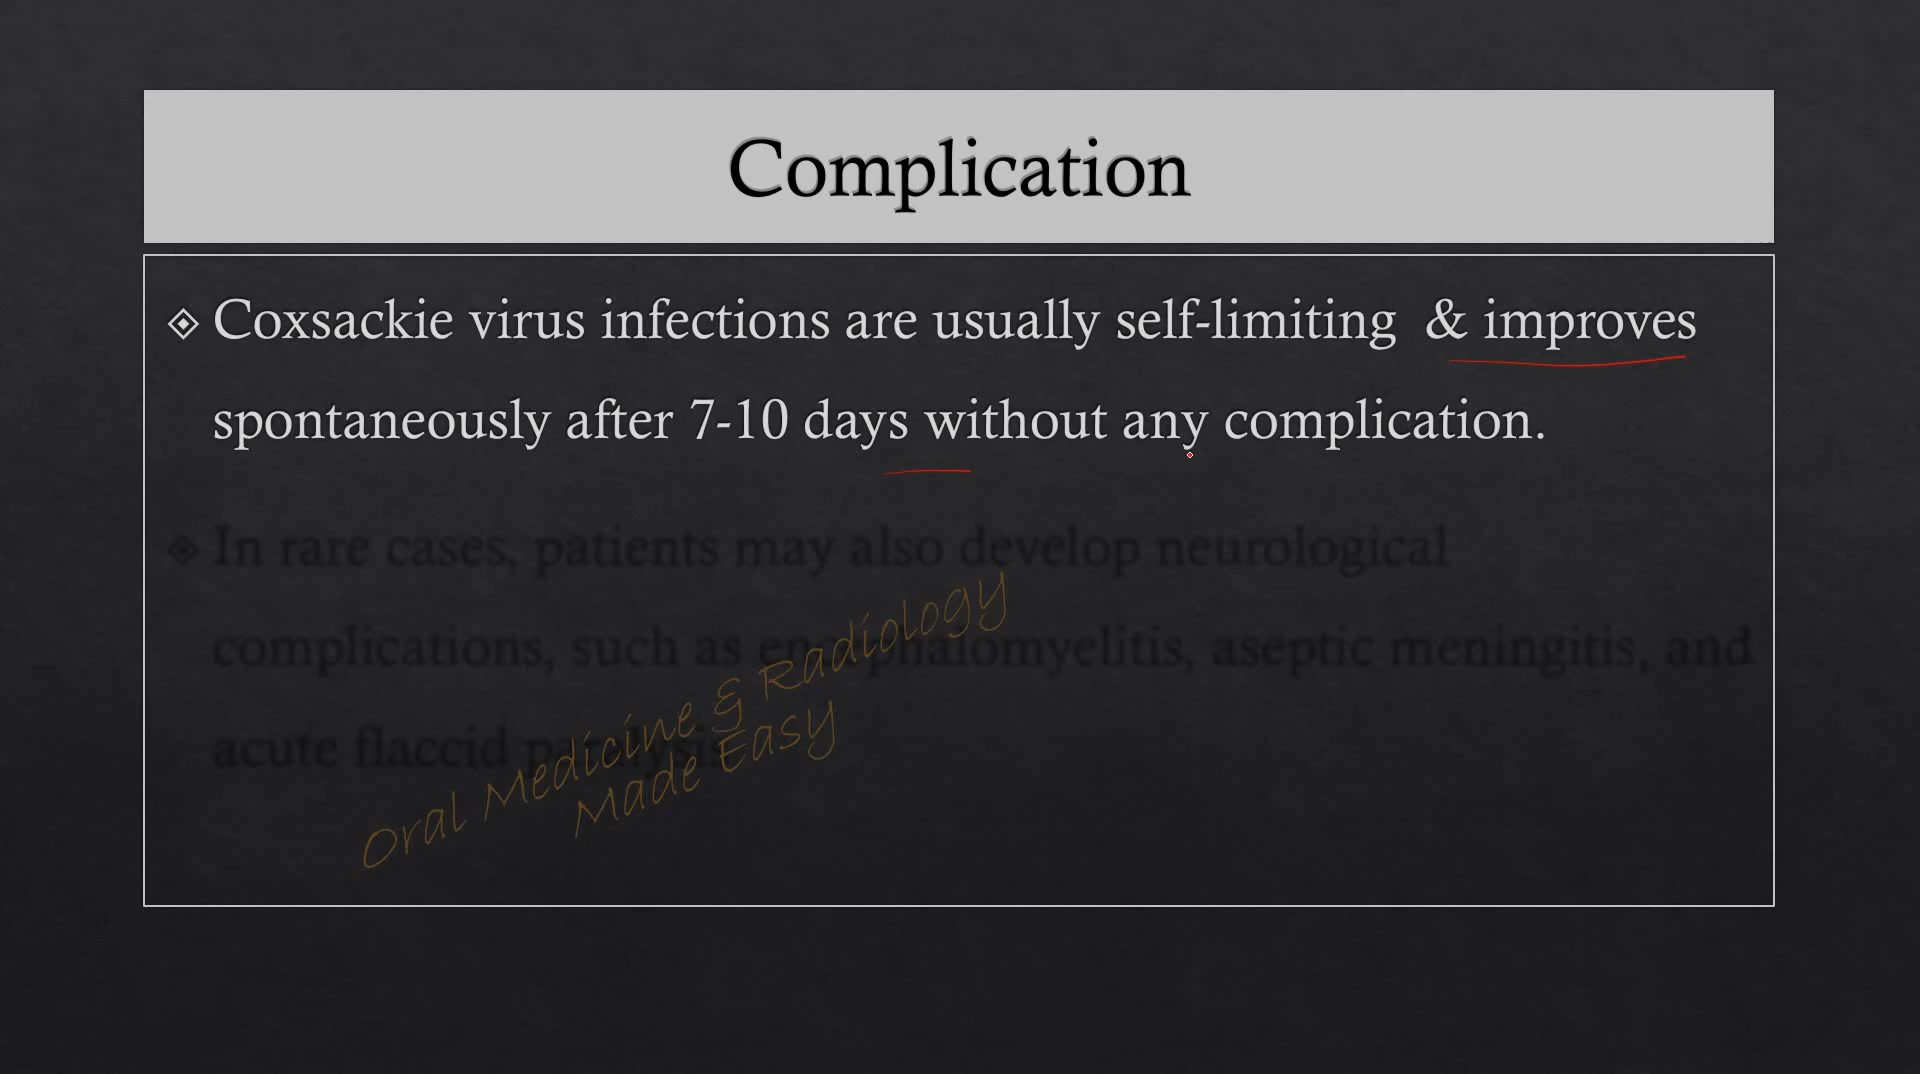 Complication
Coxsackie virus infections are usually self-limiting & improves
spontaneously after 7-10 days without any complication.
In rare cases, patients may also develop neurological
complications, such as encephalomyelitis, aseptic meningitis, and
acute flaccid paralysis
Oral Medicine & Radiology
Made Easy